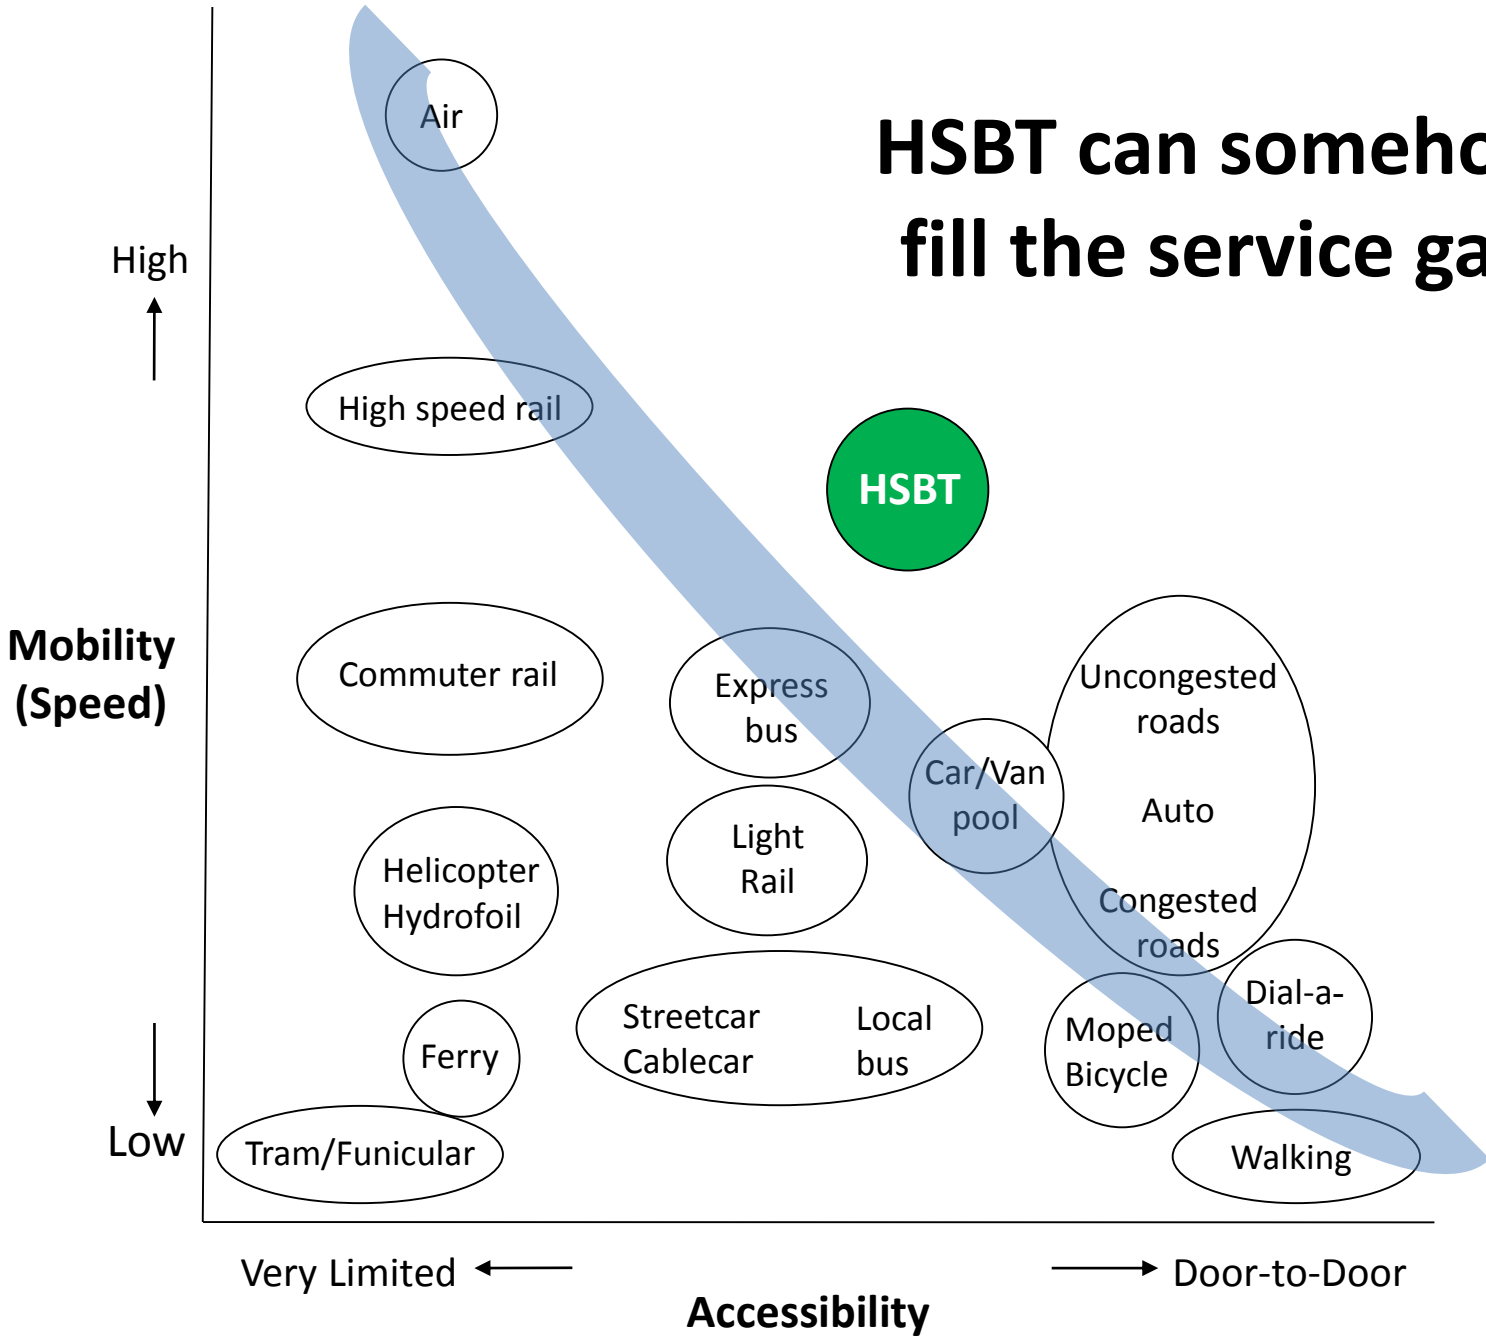 Air
HSBT can someho
fill the service ga
High
High speed rail
HSBT
Mobility
(Speed)
Commuter rail
Express
bus
Uncongested
roads
Car/Van
pool
Auto
Light
Rail
Helicopter
Hydrofoil
Congested
roads
Streetcar
Cablecar
Local
bus
Dial-a-
ride
Moped
Bicycle
Ferry
Low
Tram/Funicular
Walking
Very Limited
Door-to-Door
Accessibility